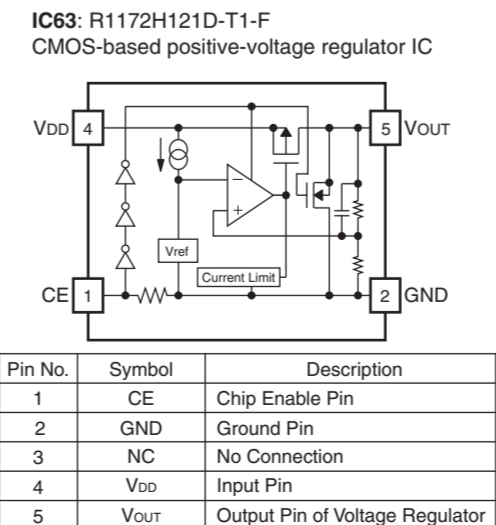 IC63: R1172H121D-T1-F
CMOS-based positive-voltage regulator IC
VDD 4
5 VOUT
−
+
Vref
Current Limit
CE 1
2 GND
Pin No. Symbol Description
1 CE Chip Enable Pin
2 GND Ground Pin
3 NC No Connection
4 VDD Input Pin
5 VOUT Output Pin of Voltage Regulator